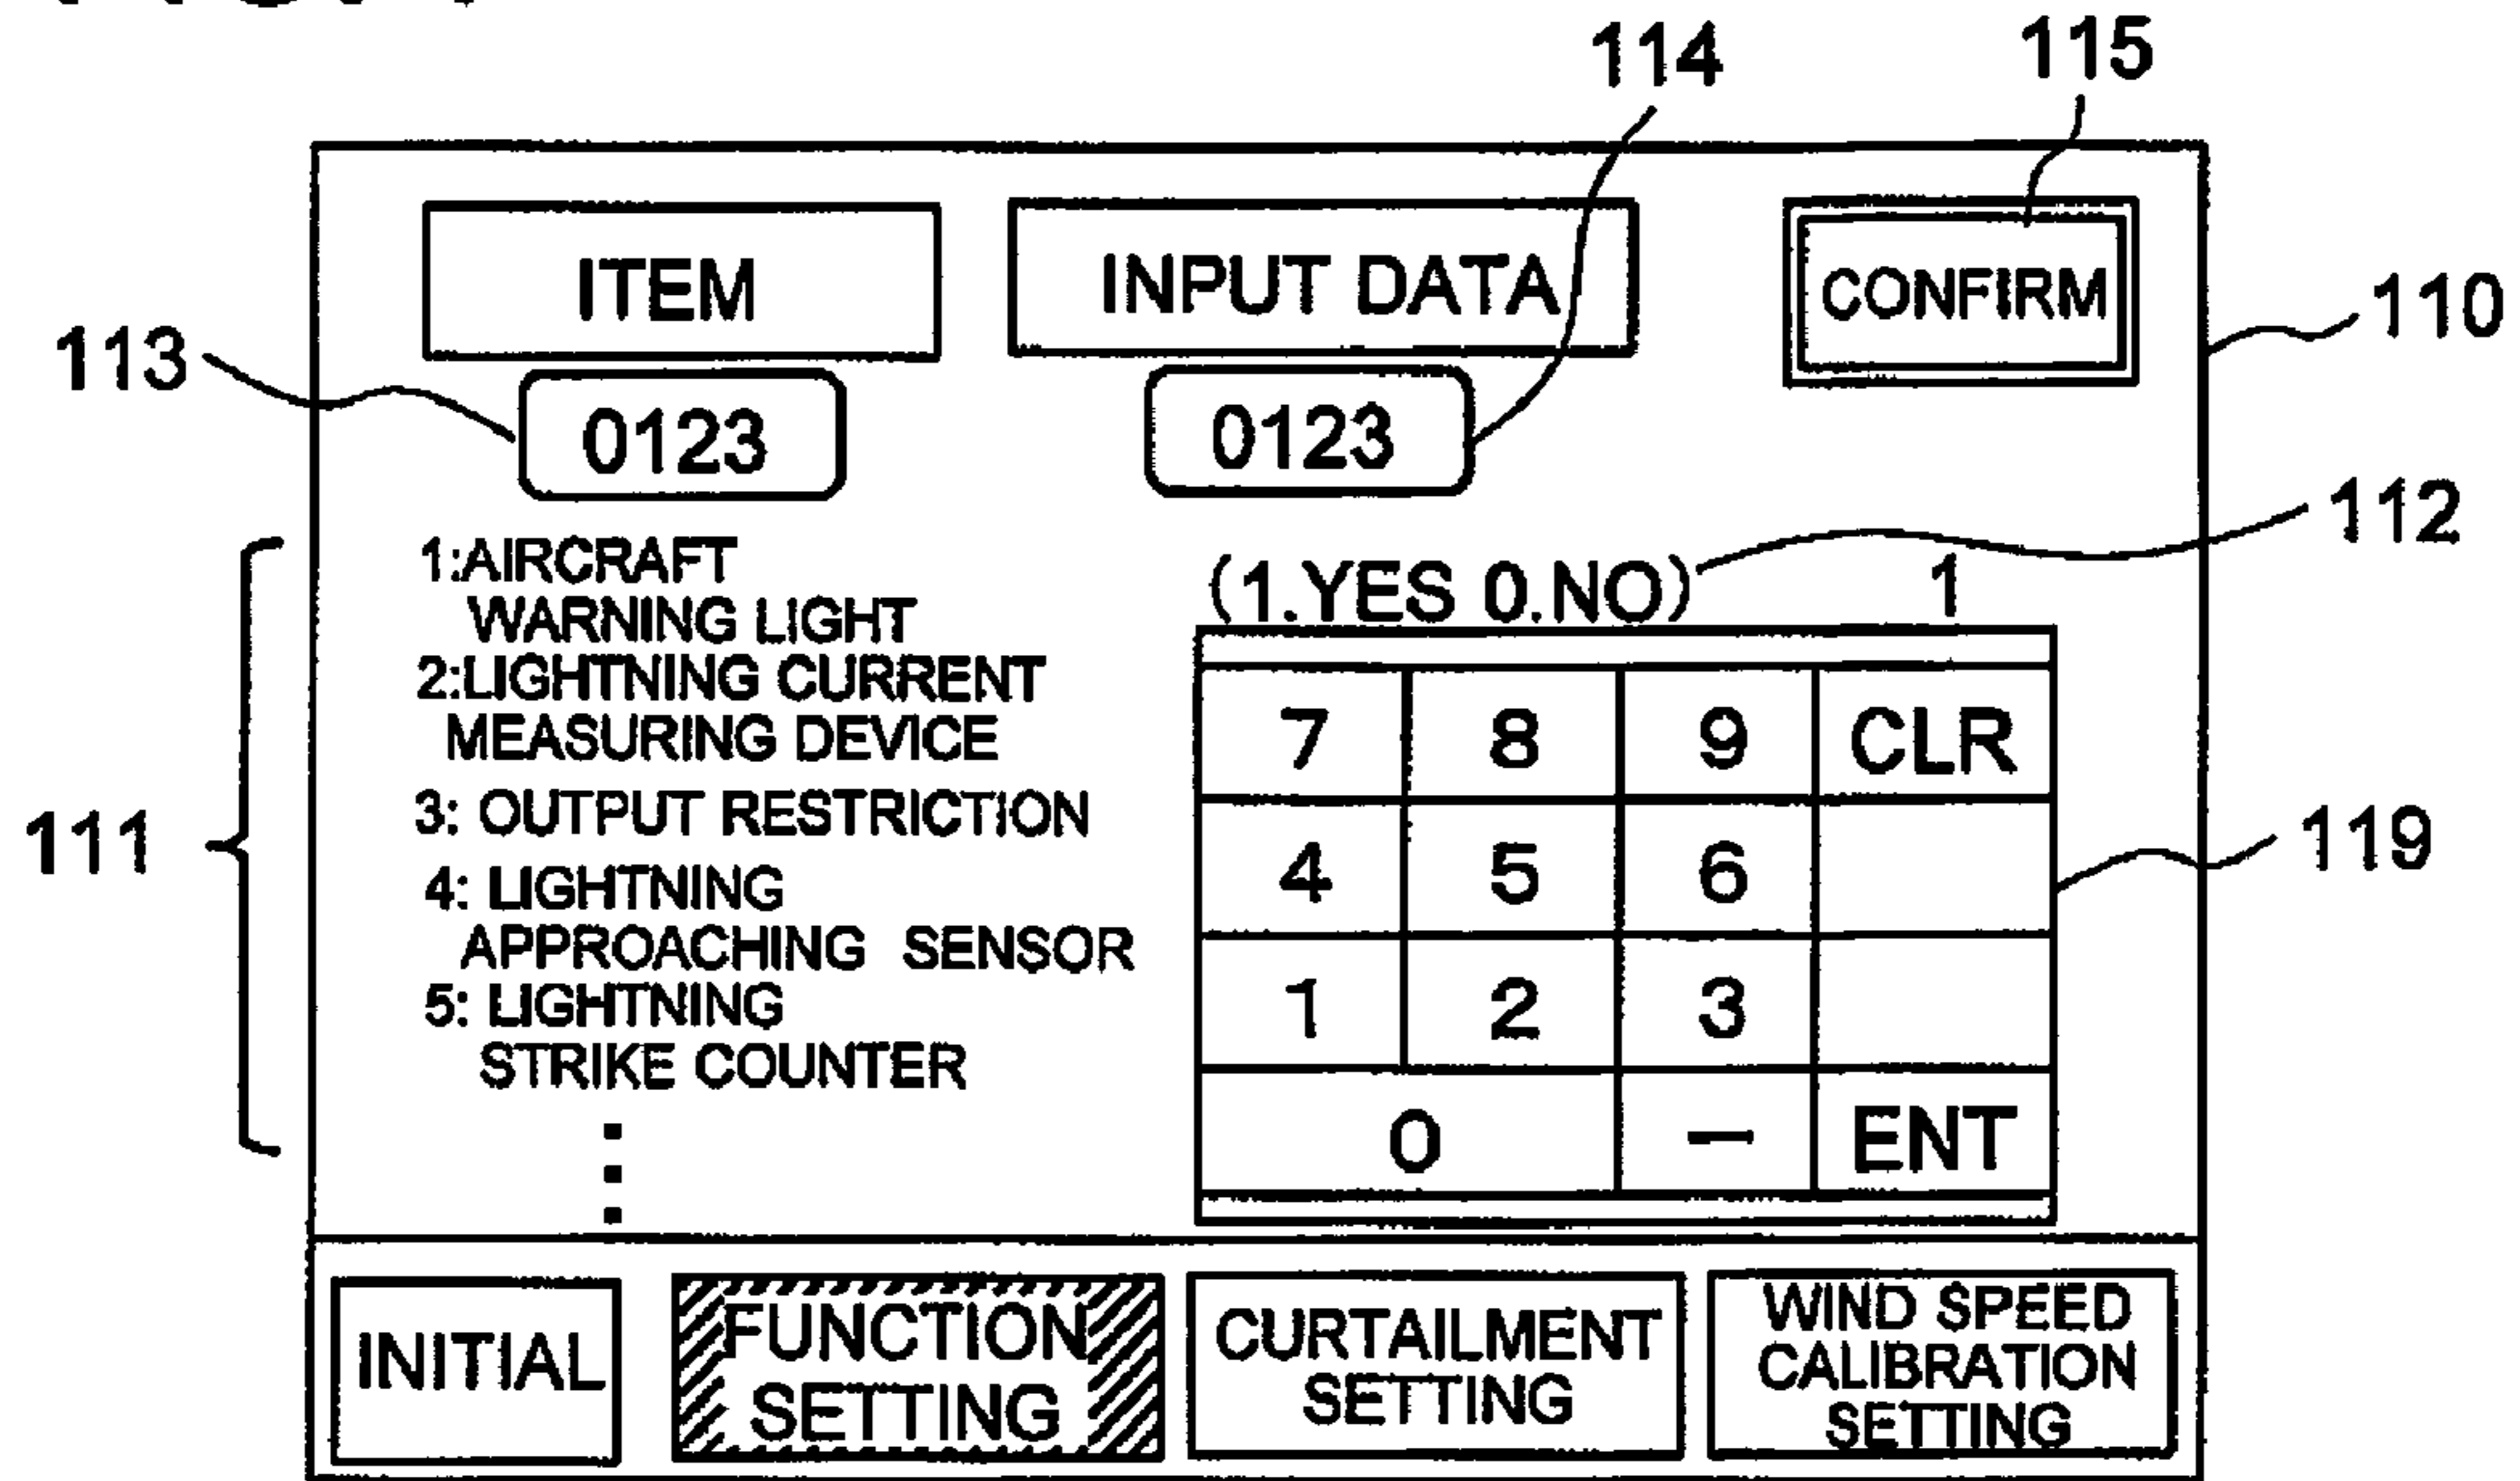 114
115
ITEM
INPUT DATA
CONFIRM
110
113
0123
0123
112
1:AIRCRAFT
WARNING LIGHT
(1.YES 0.NO)
1
2:LIGHTNING CURRENT
MEASURING DEVICE
3: OUTPUT RESTRICTION
4: LIGHTNING
APPROACHING SENSOR
5: LIGHTNING
STRIKE COUNTER
111
7 8 9 CLR
4 5 6
1 2 3
0 — ENT
119
INITIAL
FUNCTION
SETTING
CURTAILMENT
SETTING
WIND SPEED
CALIBRATION
SETTING